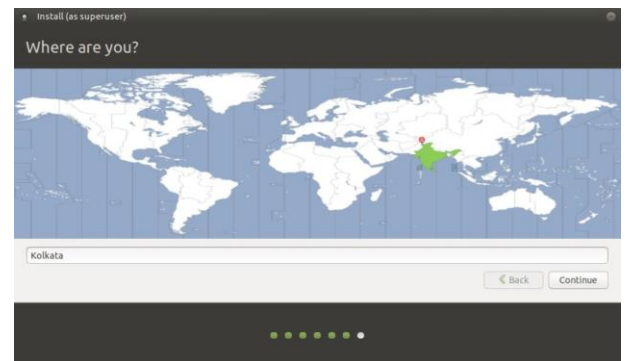 Install (as superuser)
Where are you?
Kolkata
Back
Continue